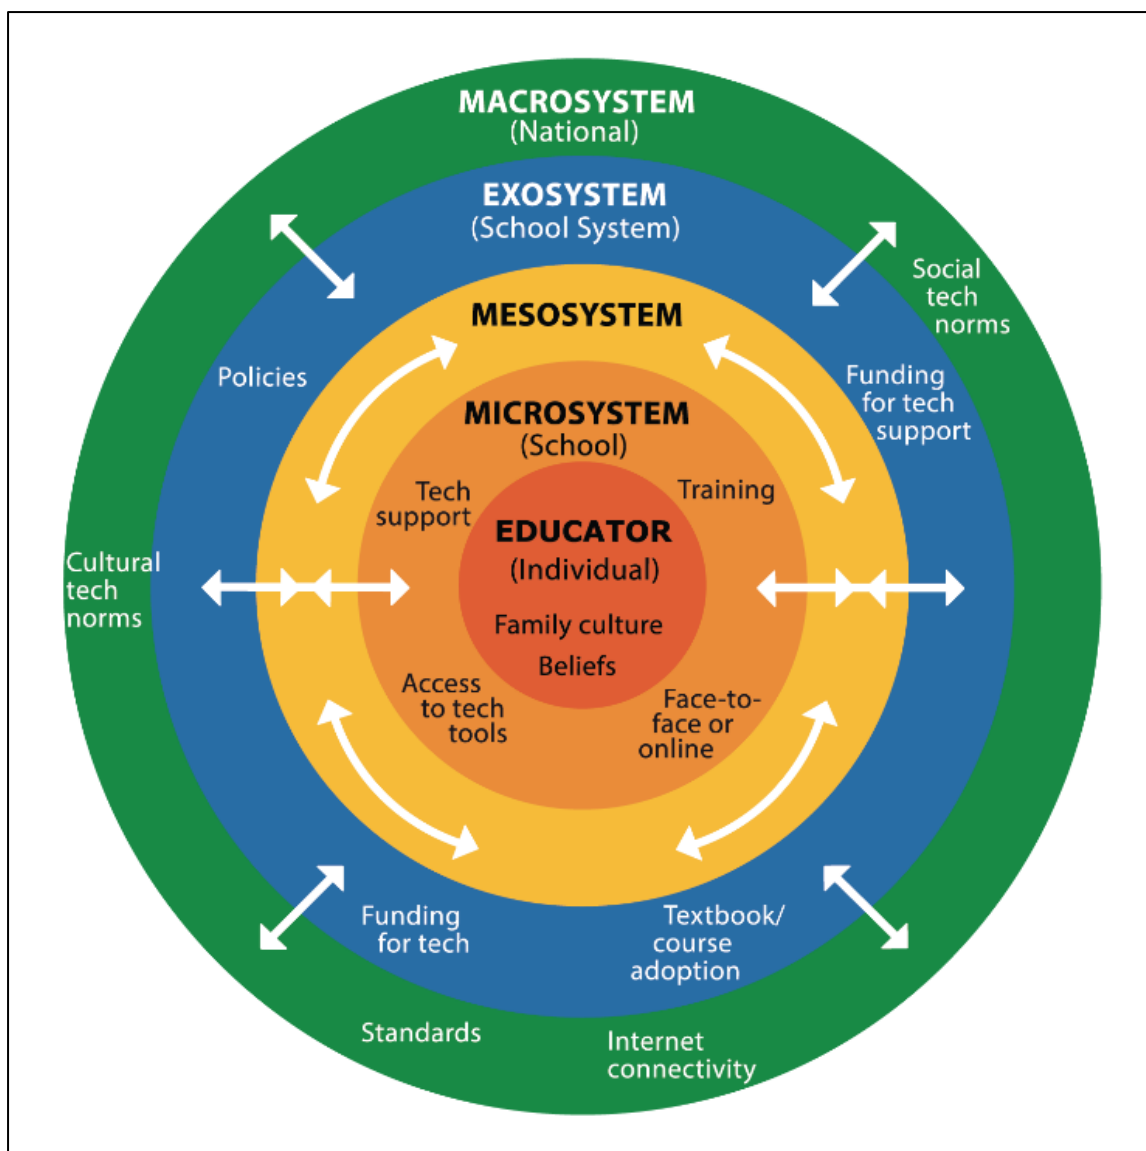 MACROSYSTEM
(National)
EXOSYSTEM
(School System)
Social
tech
norms
MESOSYSTEM
Policies
Funding
for tech
support
MICROSYSTEM
(School)
Tech
support
Training
EDUCATOR
(Individual)
Family culture
Beliefs
Cultural
tech
norms
Access
to tech
tools
Face-to-
face or
online
Funding
for tech
Textbook/
course
adoption
Standards
Internet
connectivity